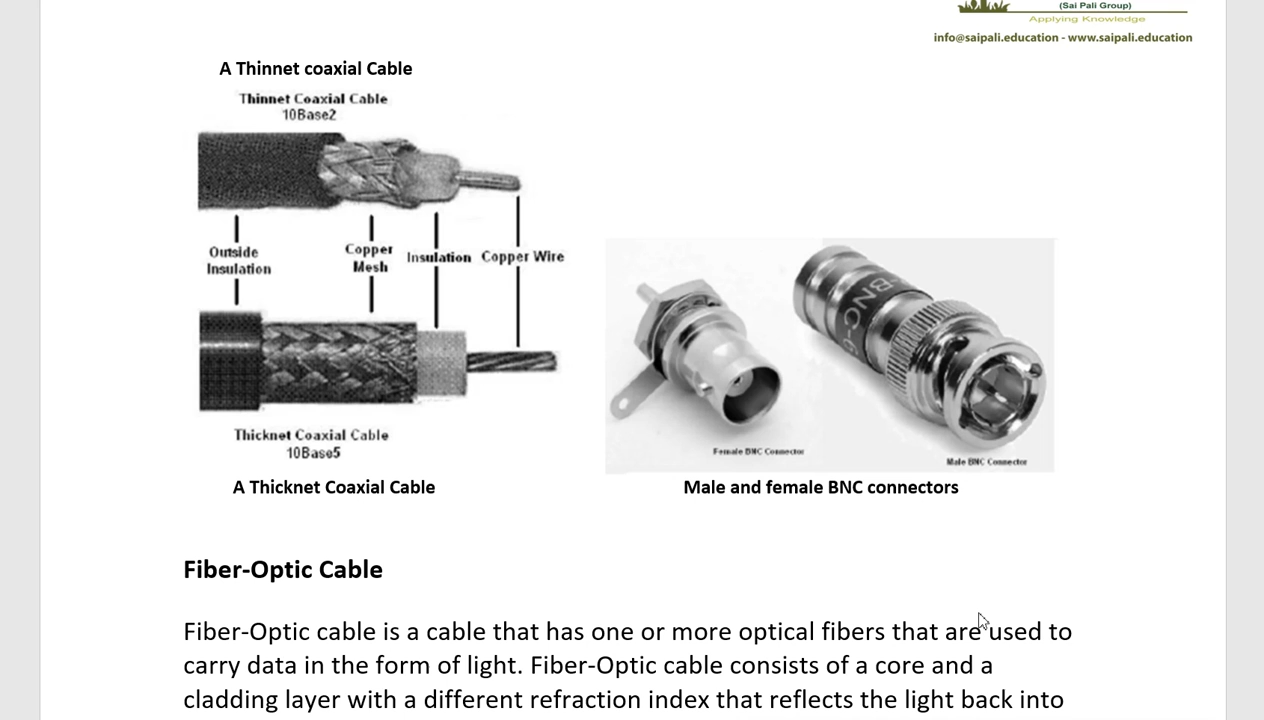 (Sai Pali Group)
Applying Knowledge
info@saipali.education - www.saipali.education
A Thinnet coaxial Cable
Thinnet Coaxial Cable
10Base2
Outside
Insulation
Copper
Mesh
Insulation
Copper Wire
Thicknet Coaxial Cable
10Base5
A Thicknet Coaxial Cable
BNC
Female BNC Connector
Male BNC Connector
Male and female BNC connectors
Fiber-Optic Cable
Fiber-Optic cable is a cable that has one or more optical fibers that are used to
carry data in the form of light. Fiber-Optic cable consists of a core and a
cladding layer with a different refraction index that reflects the light back into